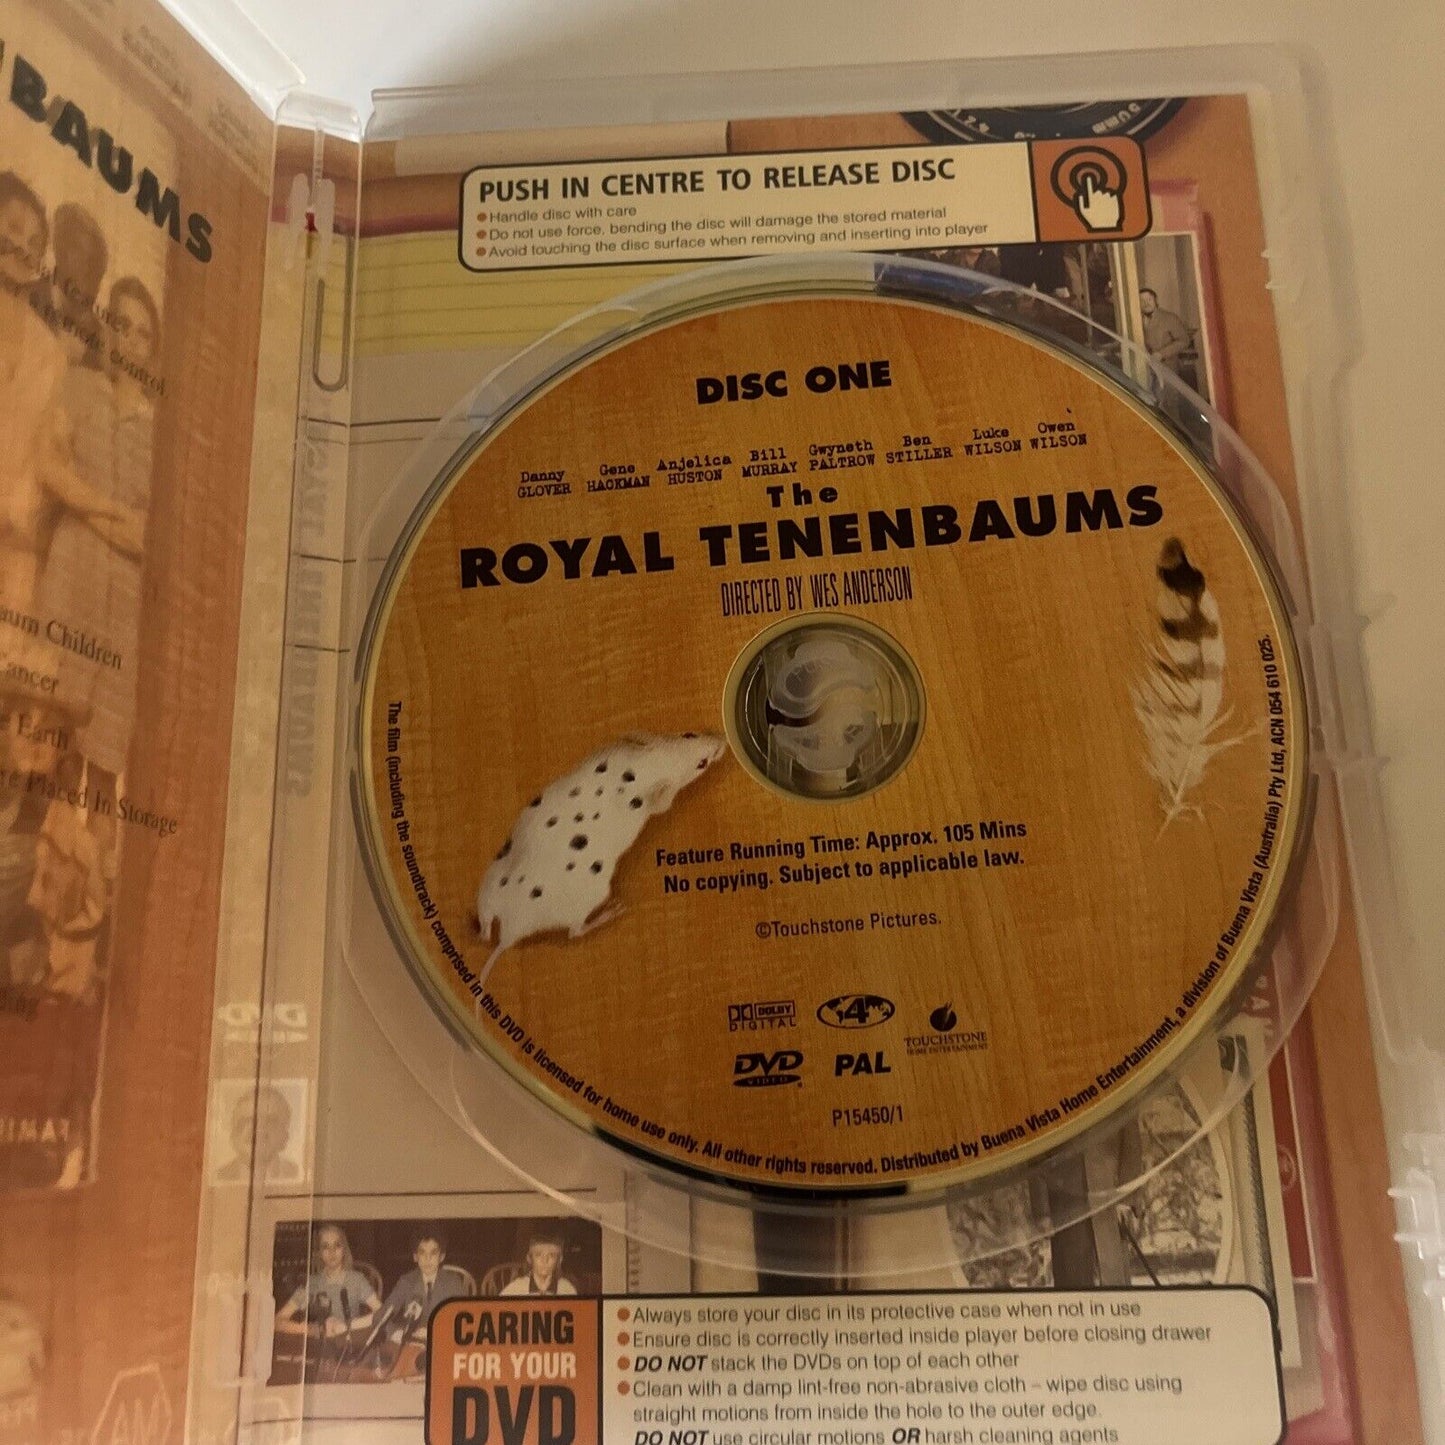 BAUMS
PUSH IN CENTRE TO RELEASE DISC
Handle disc with care
Do not use force, bending the disc will damage the stored material
Avoid touching the disc surface when removing and inserting into player
DISC ONE
Danny GLOVER Gene HACKMAN Anjelica HUSTON Bill MURRAY Gwyneth PALTROW Ben STILLER Luke WILSON Owen WILSON
The
ROYAL TENENBAUMS
DIRECTED BY WES ANDERSON
Feature Running Time: Approx. 105 Mins
No copying. Subject to applicable law.
©Touchstone Pictures.
DOLBY
DIGITAL
4
TOUCHSTONE
HOME ENTERTAINMENT
DVD
VIDEO
PAL
P15450/1
The film (including the soundtrack) comprised in this DVD is licensed for home use only. All other rights reserved. Distributed by Buena Vista Home Entertainment, a division of Buena Vista (Australia) Pty Ltd, ACN 054 610 025.
remote control
aum Children
Cancer
Earth
Placed In Storage
CARING
FOR YOUR
DVD
Always store your disc in its protective case when not in use
Ensure disc is correctly inserted inside player before closing drawer
DO NOT stack the DVDs on top of each other
Clean with a damp lint-free non-abrasive cloth – wipe disc using
straight motions from inside the hole to the outer edge.
DO NOT use circular motions OR harsh cleaning agents